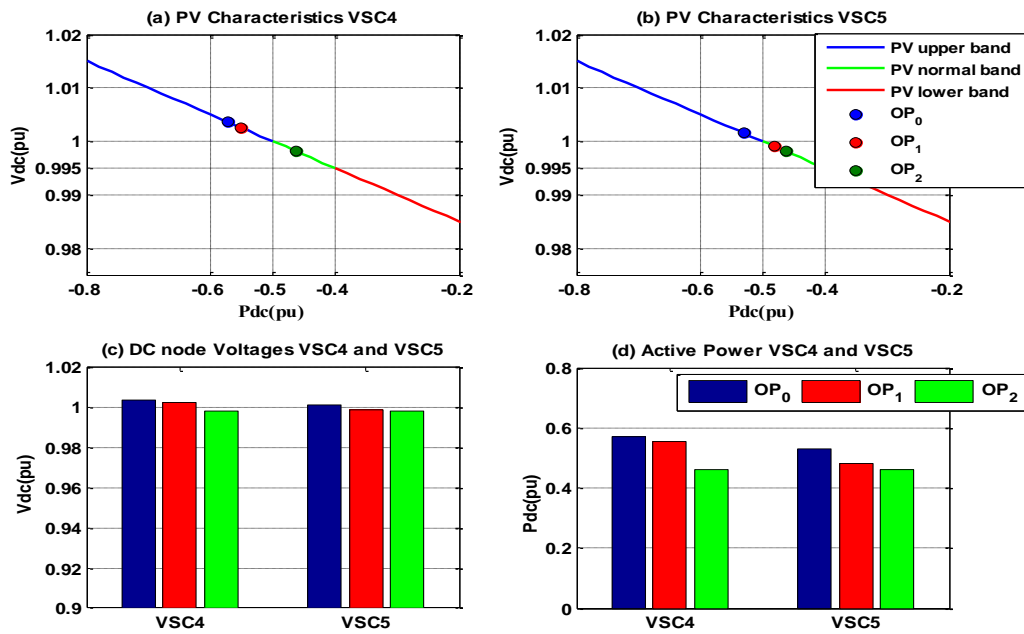 (a) PV Characteristics VSC4
1.02
1.01
1
0.995
0.99
0.98
Vdc(pu)
-0.8
-0.6
-0.4
-0.2
Pdc(pu)
(b) PV Characteristics VSC5
1.02
1.01
1
0.995
0.99
0.98
Vdc(pu)
-0.8
-0.6
-0.4
-0.2
Pdc(pu)
PV upper band
PV normal band
PV lower band
OP0
OP1
OP2
(c) DC node Voltages VSC4 and VSC5
1.02
1
0.98
0.96
0.94
0.92
0.9
Vdc(pu)
VSC4
VSC5
(d) Active Power VSC4 and VSC5
0.8
0.6
0.4
0.2
0
Pdc(pu)
VSC4
VSC5
OP0 OP1 OP2